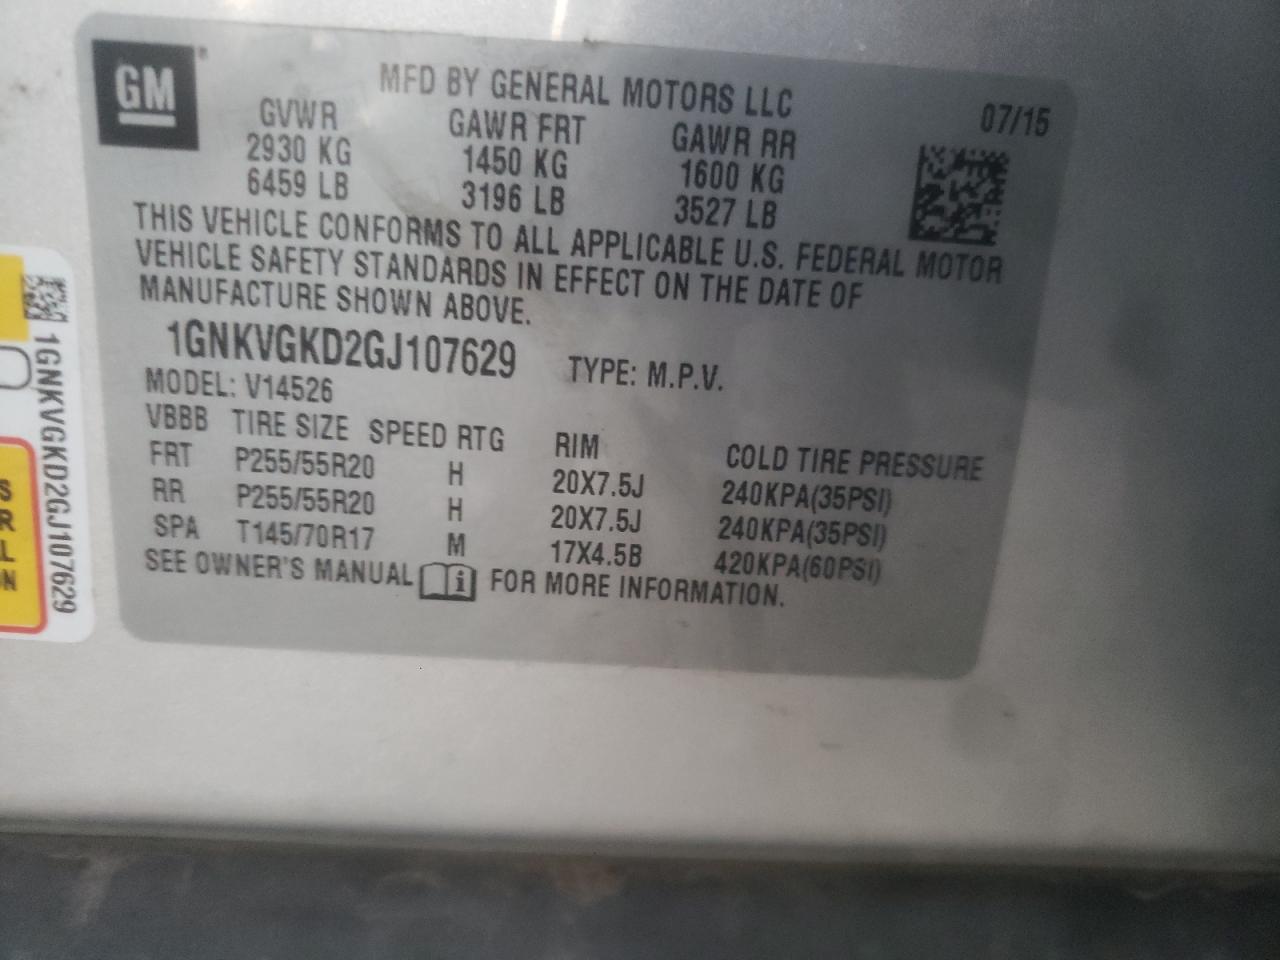 GM
MFD BY GENERAL MOTORS LLC
07/15
GVWR GAWR FRT GAWR RR
2930 KG 1450 KG 1600 KG
6459 LB 3196 LB 3527 LB
THIS VEHICLE CONFORMS TO ALL APPLICABLE U.S. FEDERAL MOTOR
VEHICLE SAFETY STANDARDS IN EFFECT ON THE DATE OF
MANUFACTURE SHOWN ABOVE.
1GNKVGKD2GJ107629 TYPE: M.P.V.
MODEL: V14526
VBBB TIRE SIZE SPEED RTG RIM COLD TIRE PRESSURE
FRT P255/55R20 H 20X7.5J 240KPA(35PSI)
RR P255/55R20 H 20X7.5J 240KPA(35PSI)
SPA T145/70R17 M 17X4.5B 420KPA(60PSI)
SEE OWNER'S MANUAL i FOR MORE INFORMATION.
1GNKVGKD2GJ107629
S
R
L
ON